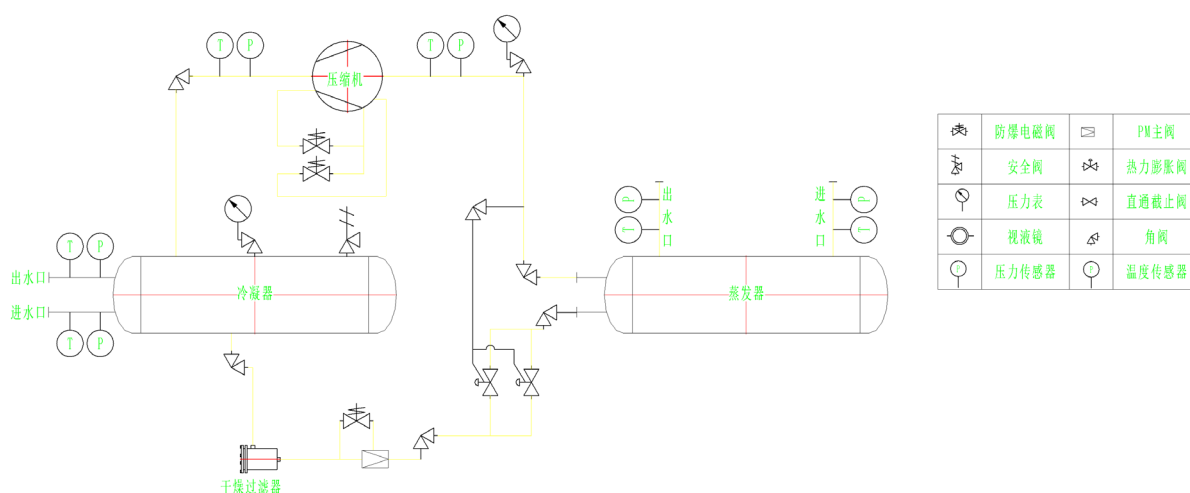 T P T P
压缩机
出水口
进水口
P P
T T
T P
出水口
进水口
冷凝器
蒸发器
T P
干燥过滤器
防爆电磁阀 PM主阀
安全阀 热力膨胀阀
压力表 直通截止阀
视液镜 角阀
P 压力传感器 P 温度传感器